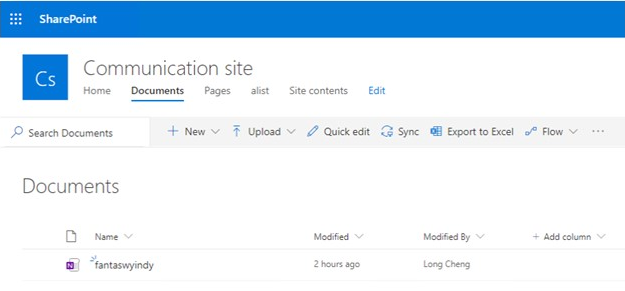 SharePoint
Cs
Communication site
Home Documents Pages alist Site contents Edit
Search Documents + New Upload Quick edit Sync Export to Excel Flow ...
Documents
Name Modified Modified By + Add column
N fantaswyindy 2 hours ago Long Cheng